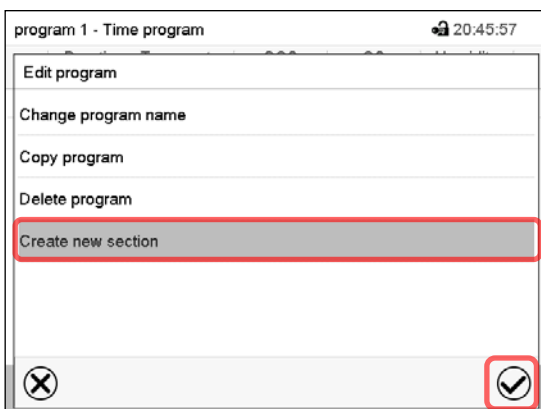 program 1 - Time program 20:45:57
Edit program
Change program name
Copy program
Delete program
Create new section